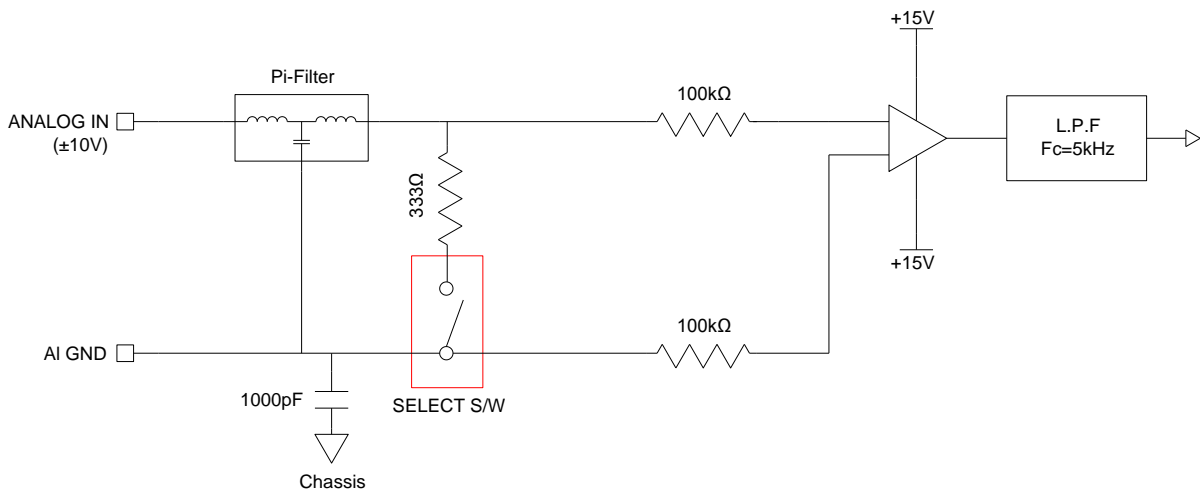 +15V
Pi-Filter
100kΩ
ANALOG IN
(±10V)
L.P.F
Fc=5kHz
333Ω
+15V
100kΩ
AI GND
1000pF
SELECT S/W
Chassis